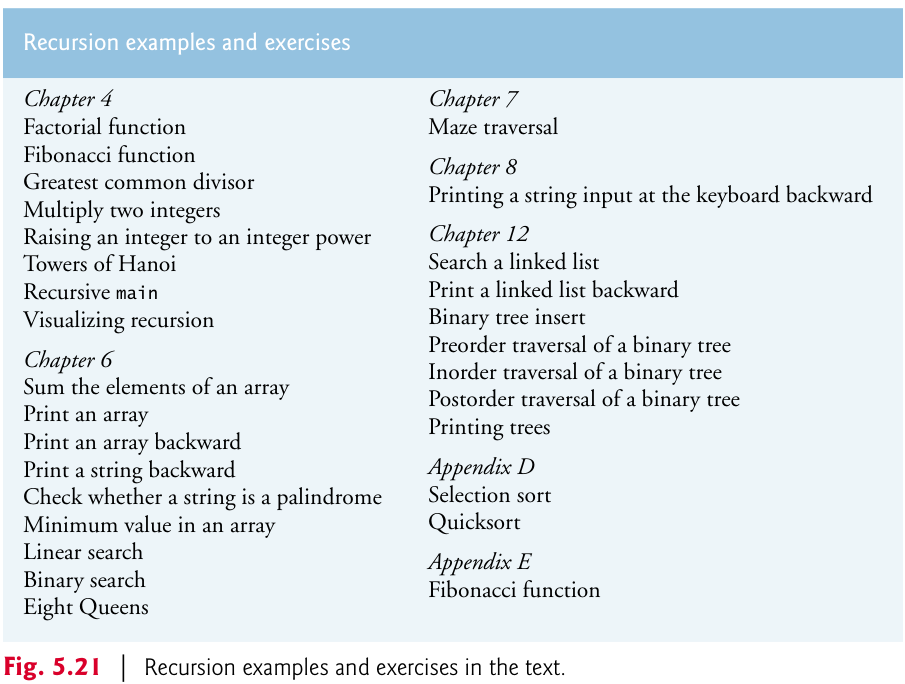 Recursion examples and exercises
Chapter 4
Factorial function
Fibonacci function
Greatest common divisor
Multiply two integers
Raising an integer to an integer power
Towers of Hanoi
Recursive main
Visualizing recursion
Chapter 6
Sum the elements of an array
Print an array
Print an array backward
Print a string backward
Check whether a string is a palindrome
Minimum value in an array
Linear search
Binary search
Eight Queens
Chapter 7
Maze traversal
Chapter 8
Printing a string input at the keyboard backward
Chapter 12
Search a linked list
Print a linked list backward
Binary tree insert
Preorder traversal of a binary tree
Inorder traversal of a binary tree
Postorder traversal of a binary tree
Printing trees
Appendix D
Selection sort
Quicksort
Appendix E
Fibonacci function
Fig. 5.21 | Recursion examples and exercises in the text.